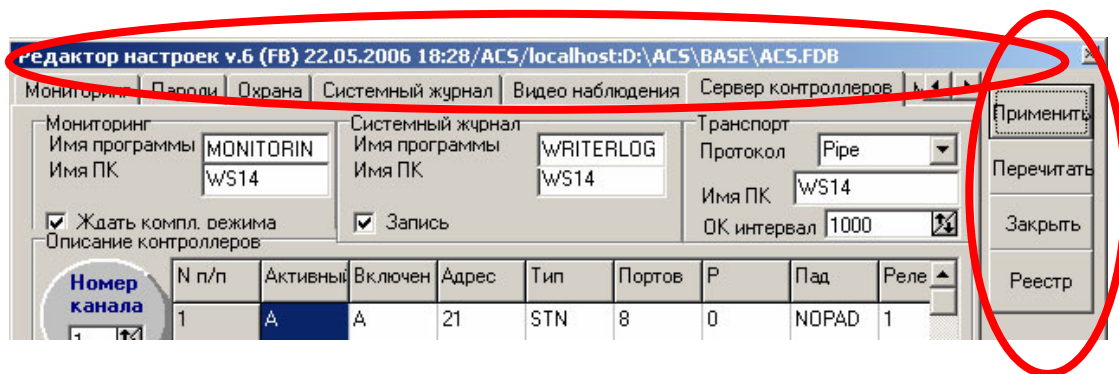 Редактор настроек v.6 (FB) 22.05.2006 18:28/ACS/localhost:D:\ACS\BASE\ACS.FDB
Мониторинг Пароли Охрана Системный журнал Видео наблюдения Сервер контроллеров
Мониторинг Системный журнал Транспорт
Имя программы MONITORIN Имя программы WRITERLOG Протокол Pipe
Имя ПК WS14 Имя ПК WS14 Имя ПК WS14
Ждать компл. режима Запись ОК интервал 1000
Применить
Перечитать
Закрыть
Реестр
Описание контроллеров
Номер канала
1
N п/п Активный Включен Адрес Тип Портов P Пад Реле
1 А А 21 STN 8 0 NOPAD 1